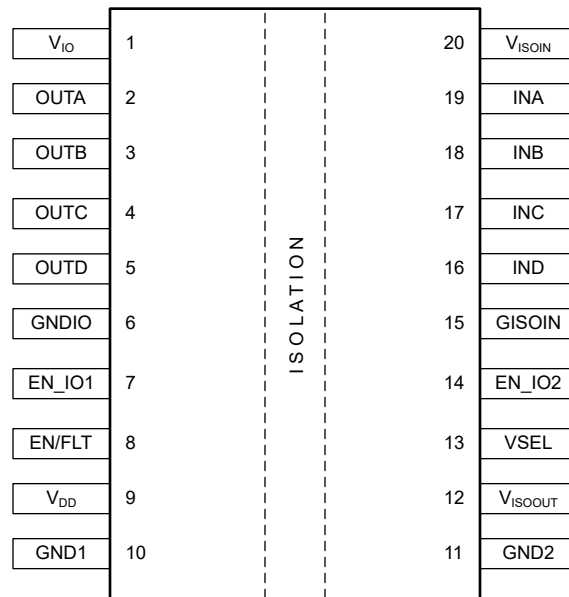 V_IO 1 20 V_ISOIN
OUTA 2 19 INA
OUTB 3 18 INB
OUTC 4 17 INC
OUTD 5 16 IND
GNDIO 6 15 GISOIN
EN_IO1 7 14 EN_IO2
EN/FLT 8 13 VSEL
V_DD 9 12 V_ISOOUT
GND1 10 11 GND2
ISOLATION